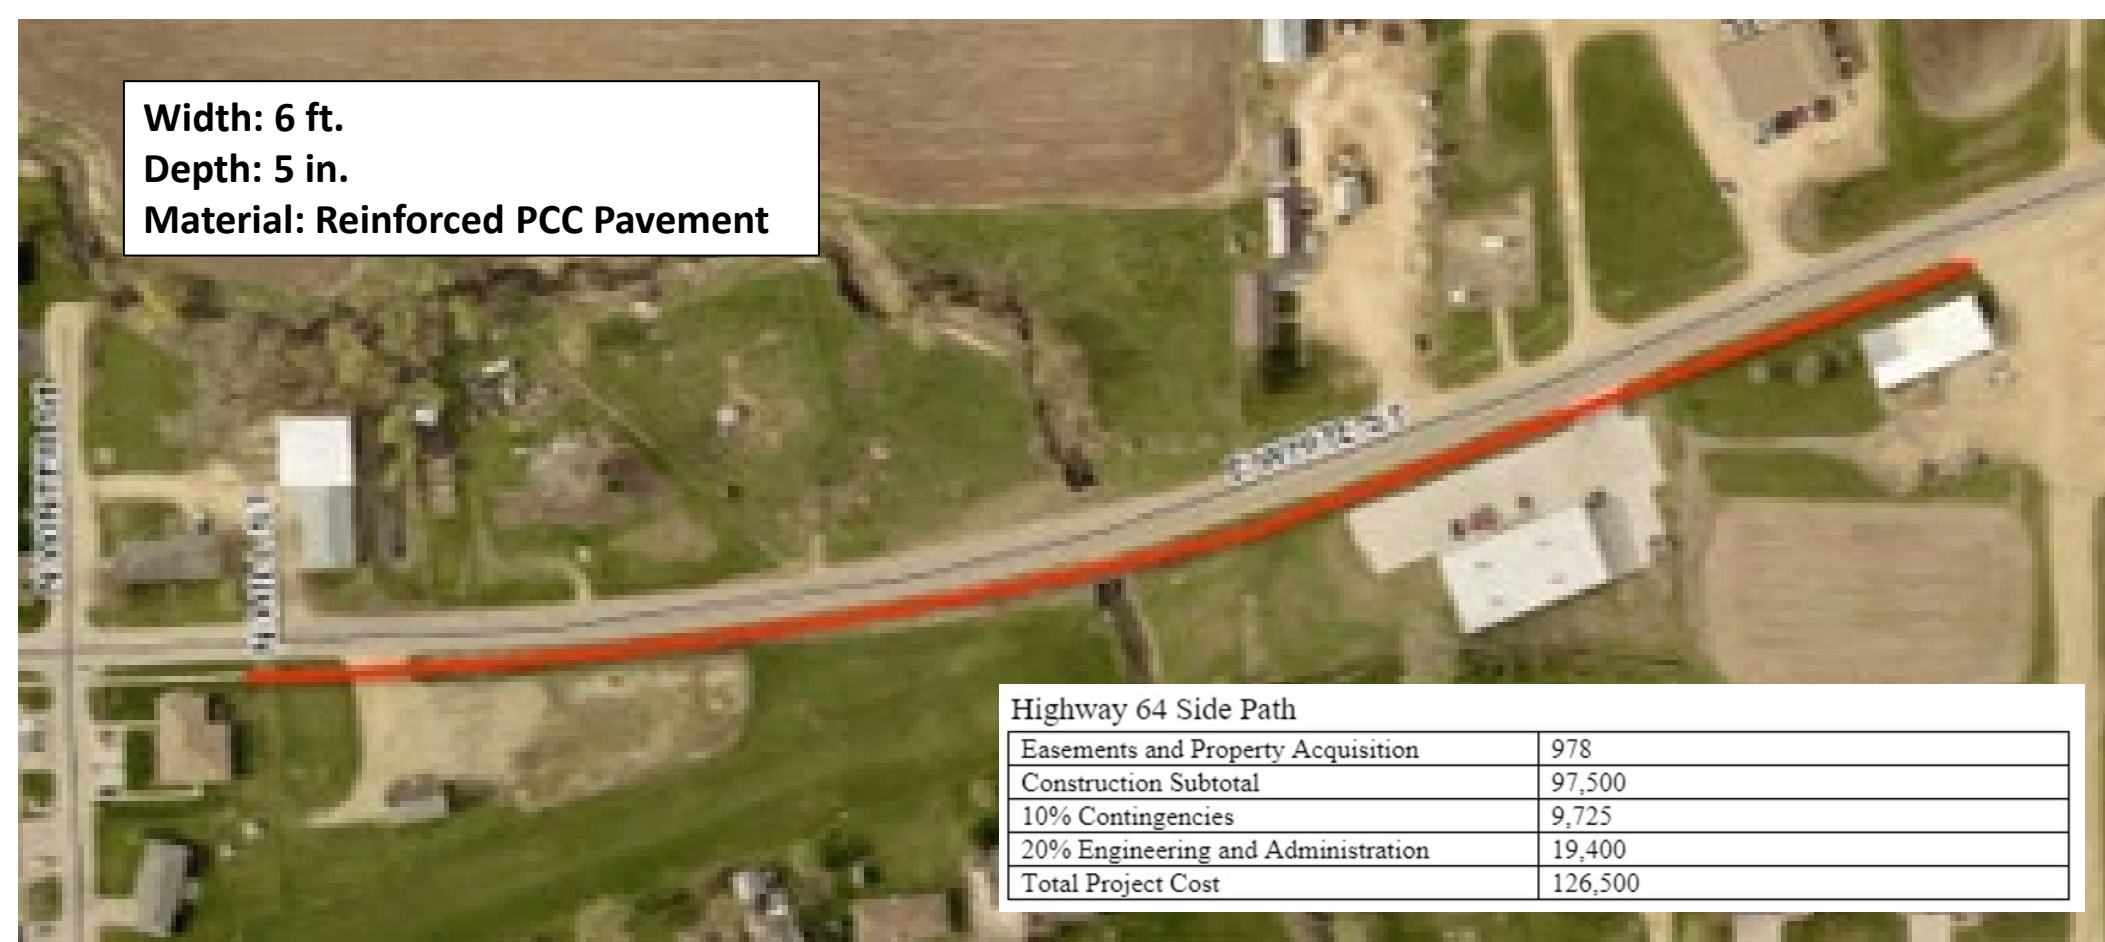 Width: 6 ft.
Depth: 5 in.
Material: Reinforced PCC Pavement
Highway 64 Side Path
Easements and Property Acquisition 978
Construction Subtotal 97,500
10% Contingencies 9,725
20% Engineering and Administration 19,400
Total Project Cost 126,500